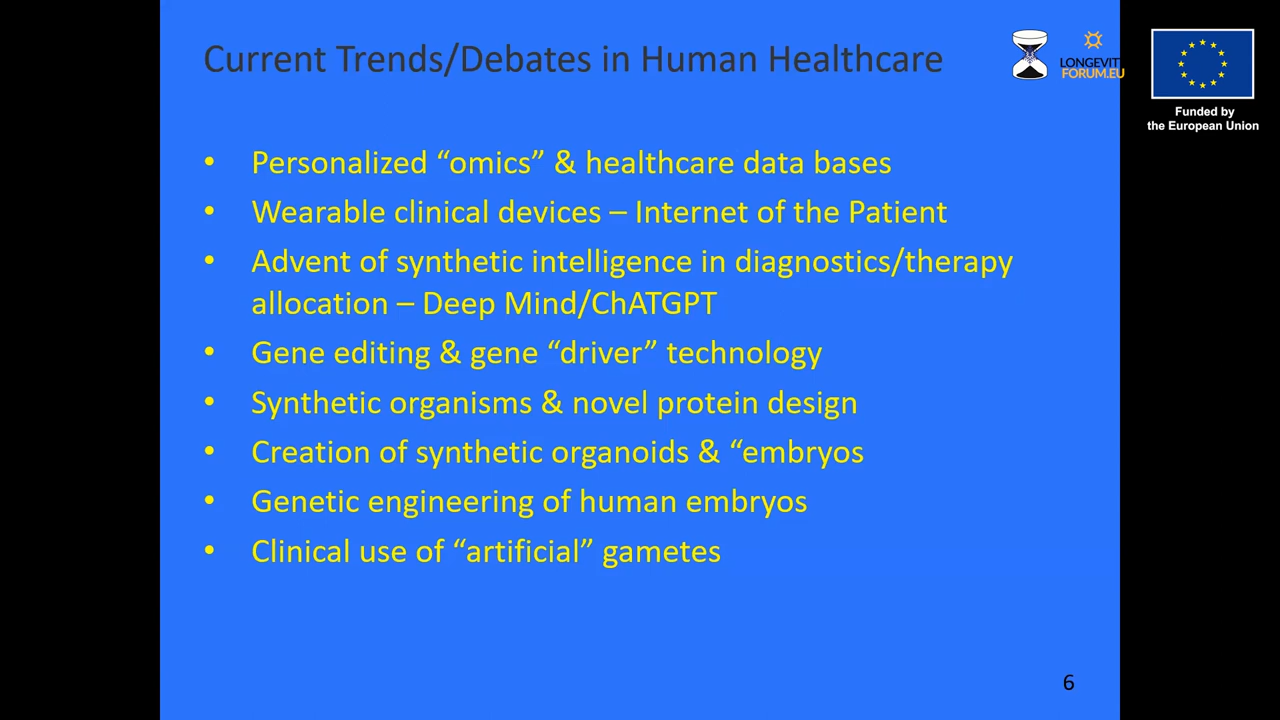 Current Trends/Debates in Human Healthcare
LONGEVIT
FORUM.EU
Funded by
the European Union
• Personalized “omics” & healthcare data bases
• Wearable clinical devices – Internet of the Patient
• Advent of synthetic intelligence in diagnostics/therapy
allocation – Deep Mind/ChATGPT
• Gene editing & gene “driver” technology
• Synthetic organisms & novel protein design
• Creation of synthetic organoids & “embryos
• Genetic engineering of human embryos
• Clinical use of “artificial” gametes
6